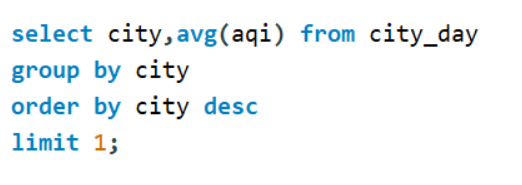 select city,avg(aqi) from city_day
group by city
order by city desc
limit 1;